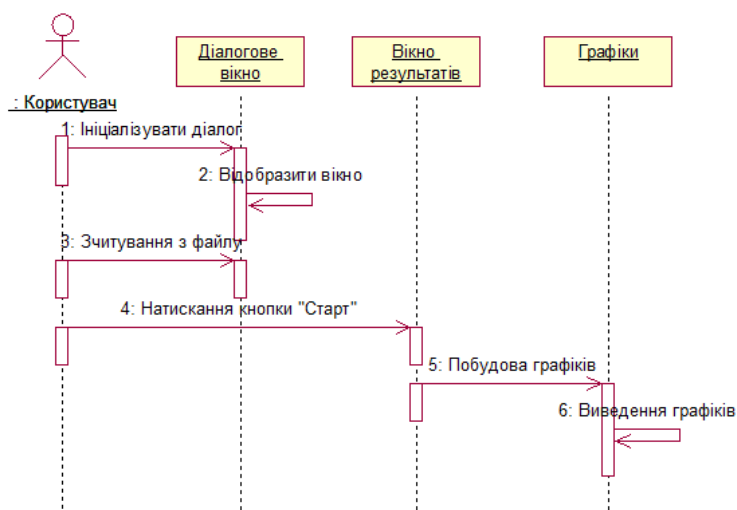 Діалогове
вікно
Вікно
результатів
Графіки
: Користувач
1: Ініціалізувати діалог
2: Відобразити вікно
3: Зчитування з файлу
4: Натискання кнопки "Старт"
5: Побудова графіків
6: Виведення графіків